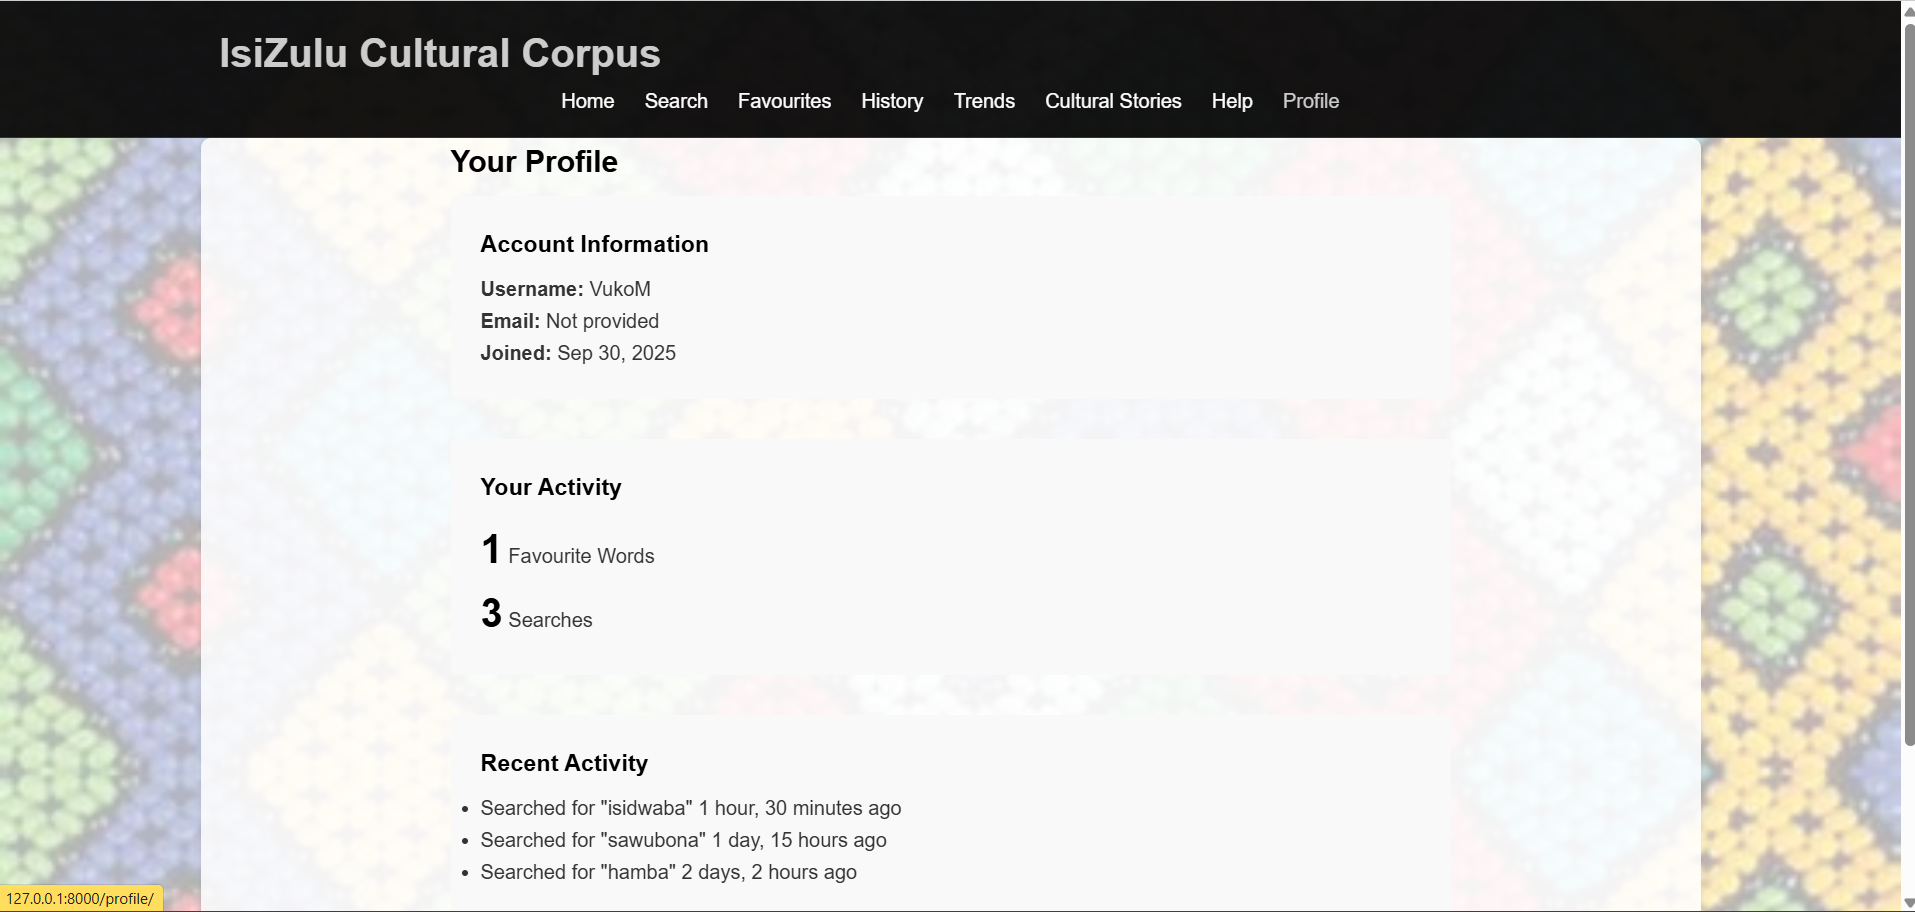 IsiZulu Cultural Corpus
Home Search Favourites History Trends Cultural Stories Help Profile
Your Profile
Account Information
Username: VukoM
Email: Not provided
Joined: Sep 30, 2025
Your Activity
1 Favourite Words
3 Searches
Recent Activity
Searched for "isidwaba" 1 hour, 30 minutes ago
Searched for "sawubona" 1 day, 15 hours ago
Searched for "hamba" 2 days, 2 hours ago
127.0.0.1:8000/profile/